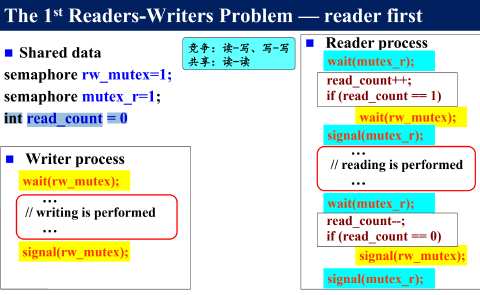 The 1st Readers-Writers Problem — reader first
Shared data
semaphore rw_mutex=1;
semaphore mutex_r=1;
int read_count = 0
竞争：读-写、写-写
共享：读-读
Writer process
wait(rw_mutex);
...
// writing is performed
...
signal(rw_mutex);
Reader process
wait(mutex_r);
read_count++;
if (read_count == 1)
wait(rw_mutex);
signal(mutex_r);
...
// reading is performed
...
wait(mutex_r);
read_count--;
if (read_count == 0)
signal(rw_mutex);
signal(mutex_r);